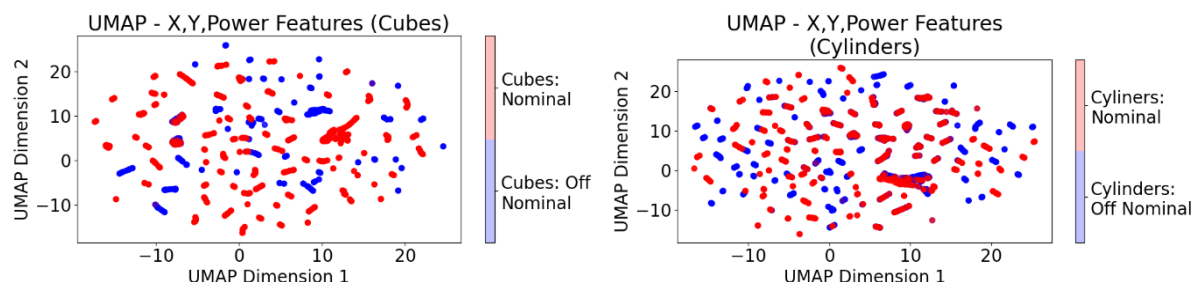 UMAP - X,Y,Power Features (Cubes)
UMAP Dimension 2
20
10
0
−10
−10
0
10
20
UMAP Dimension 1
Cubes:
Nominal
Cubes: Off
Nominal
UMAP - X,Y,Power Features
(Cylinders)
UMAP Dimension 2
20
10
0
−10
−10
0
10
20
UMAP Dimension 1
Cyliners:
Nominal
Cylinders:
Off Nominal